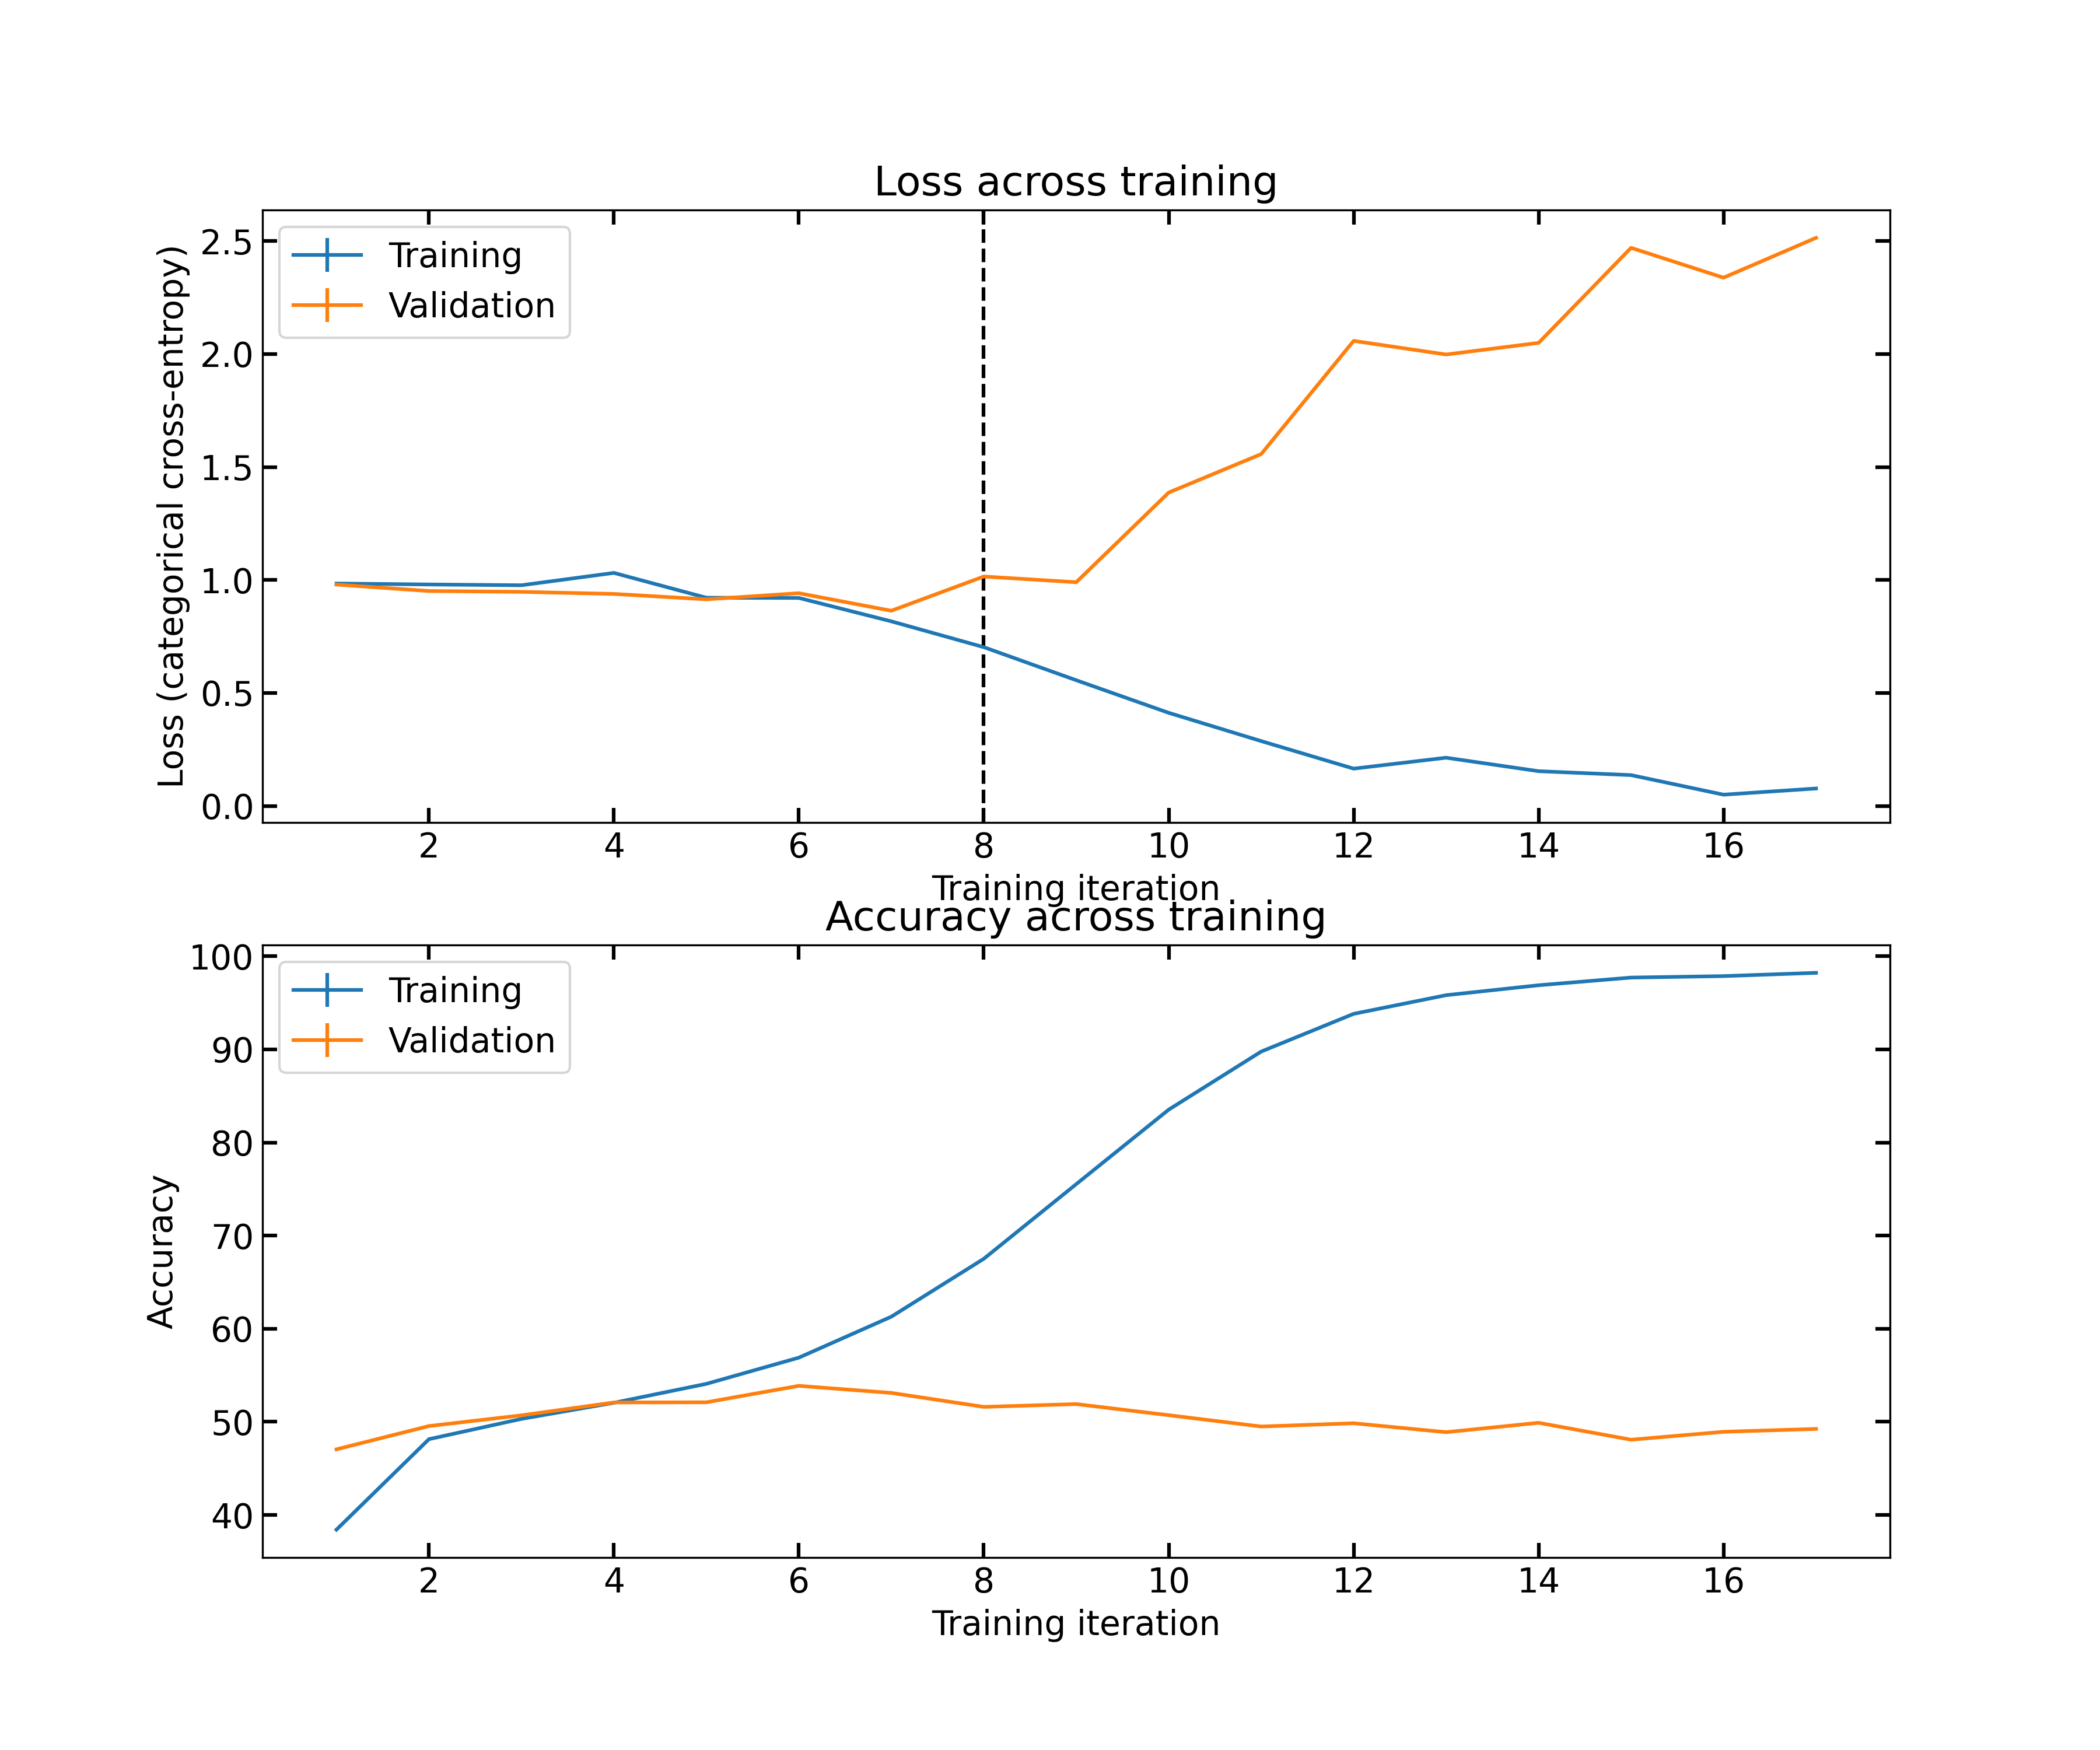 Loss across training
Loss (categorical cross-entropy)
2.5
2.0
1.5
1.0
0.5
0.0
Training
Validation
2 4 6 8 10 12 14 16
Training iteration
Accuracy across training
Accuracy
100
90
80
70
60
50
40
Training
Validation
2 4 6 8 10 12 14 16
Training iteration